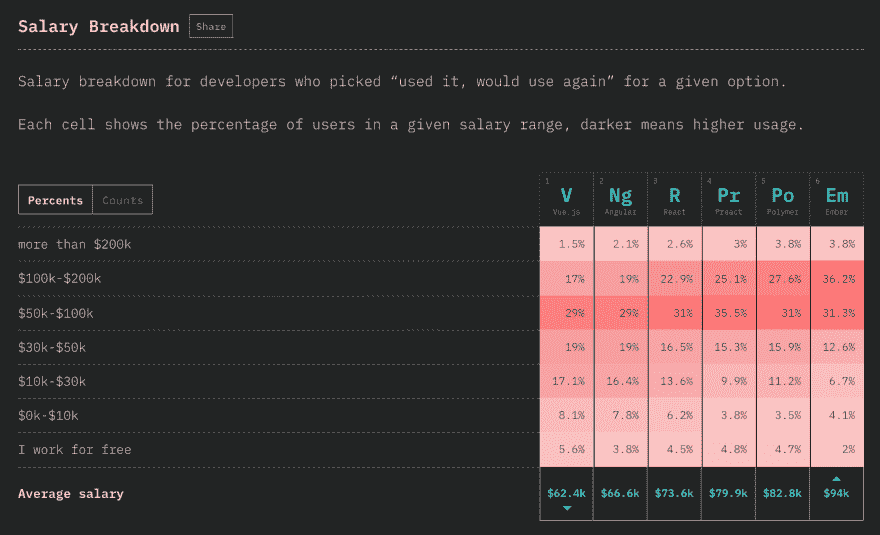 Salary Breakdown Share
Salary breakdown for developers who picked “used it, would use again” for a given option.
Each cell shows the percentage of users in a given salary range, darker means higher usage.
Percents Counts
1 2 3 4 5 6
V Ng R Pr Po Em
Vue.js Angular React Preact Polymer Ember
more than $200k 1.5% 2.1% 2.6% 3% 3.8% 3.8%
$100k-$200k 17% 19% 22.9% 25.1% 27.6% 36.2%
$50k-$100k 29% 29% 31% 35.5% 31% 31.3%
$30k-$50k 19% 19% 16.5% 15.3% 15.9% 12.6%
$10k-$30k 17.1% 16.4% 13.6% 9.9% 11.2% 6.7%
$0k-$10k 8.1% 7.8% 6.2% 3.8% 3.5% 4.1%
I work for free 5.6% 3.8% 4.5% 4.8% 4.7% 2%
Average salary $62.4k $66.6k $73.6k $79.9k $82.8k $94k